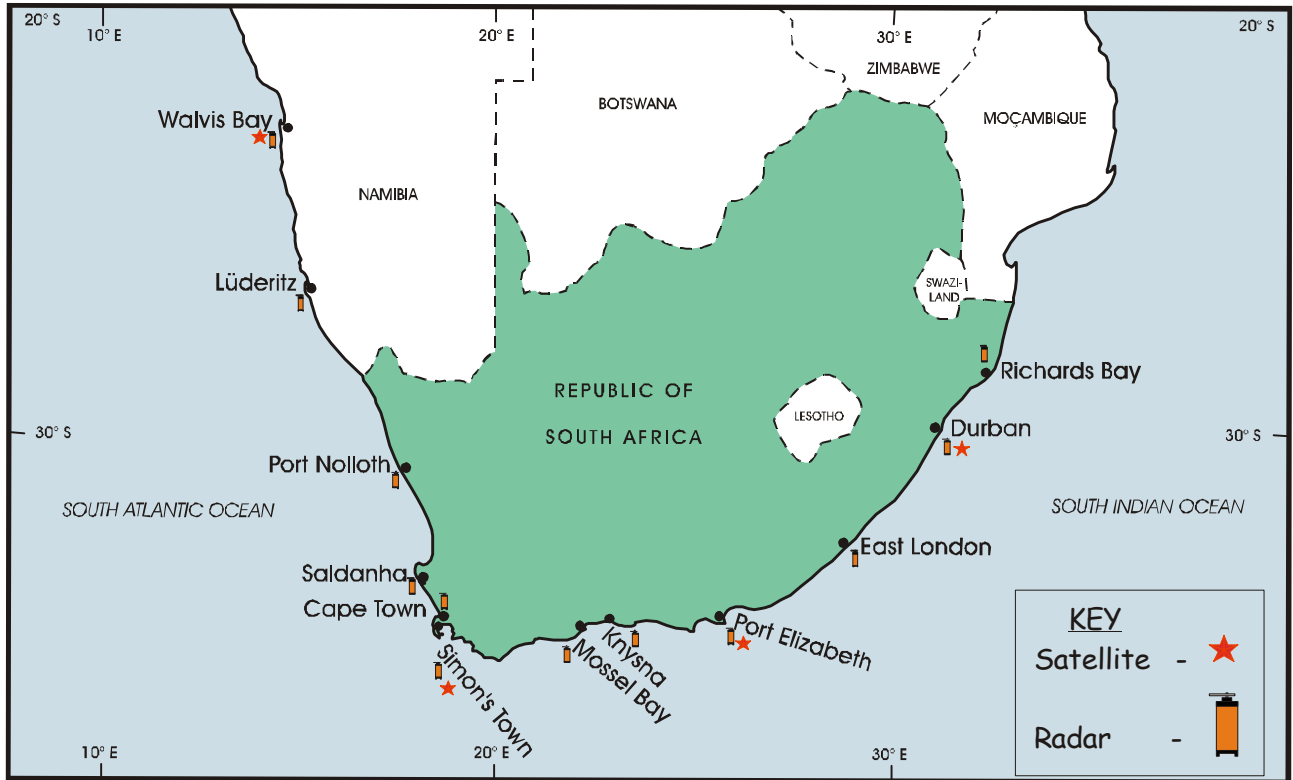 20° S
10° E
20° E
30° E
20° S
ZIMBABWE
BOTSWANA
MOÇAMBIQUE
Walvis Bay
NAMIBIA
Lüderitz
SWAZI-
LAND
Richards Bay
REPUBLIC OF
SOUTH AFRICA
LESOTHO
Durban
30° S
30° S
Port Nolloth
SOUTH ATLANTIC OCEAN
SOUTH INDIAN OCEAN
East London
Saldanha
Cape Town
Simon's Town
Mossel Bay
Knysna
Port Elizabeth
KEY
Satellite -
Radar -
10° E
20° E
30° E